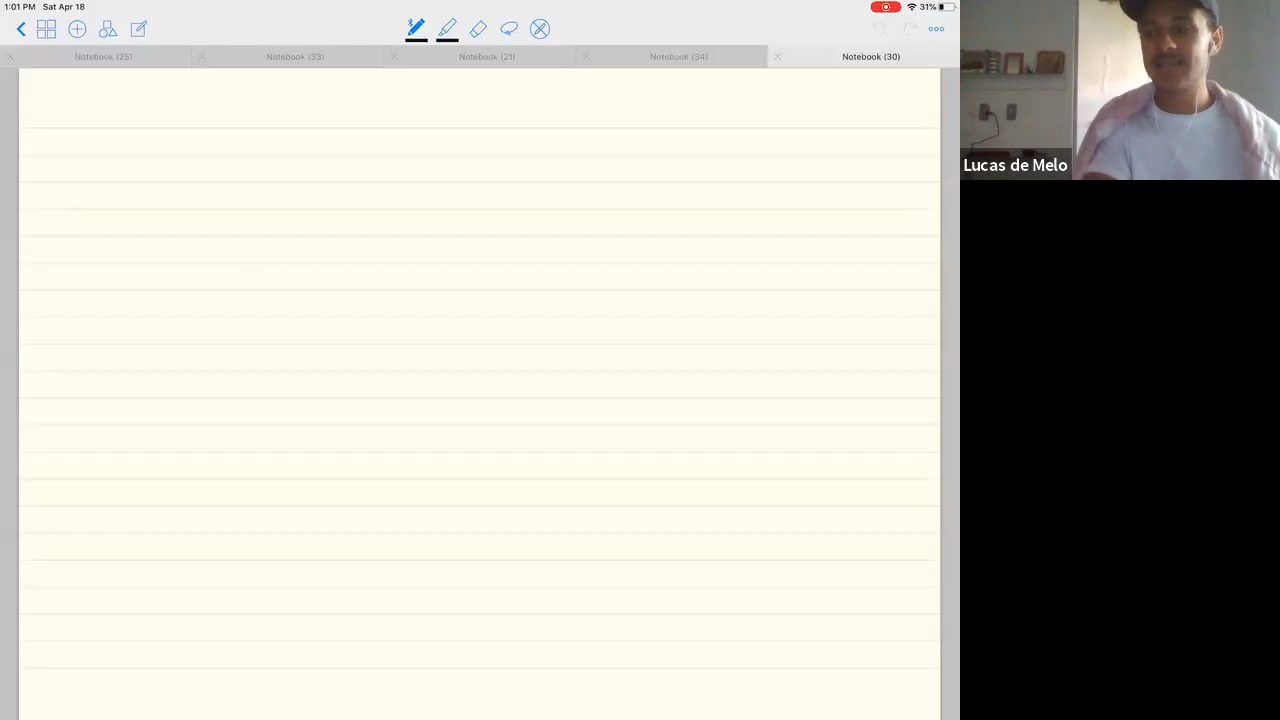 1:01 PM Sat Apr 18
31%
Notebook (25)
Notebook (33)
Notebook (21)
Notebook (34)
Notebook (30)
Lucas de Melo